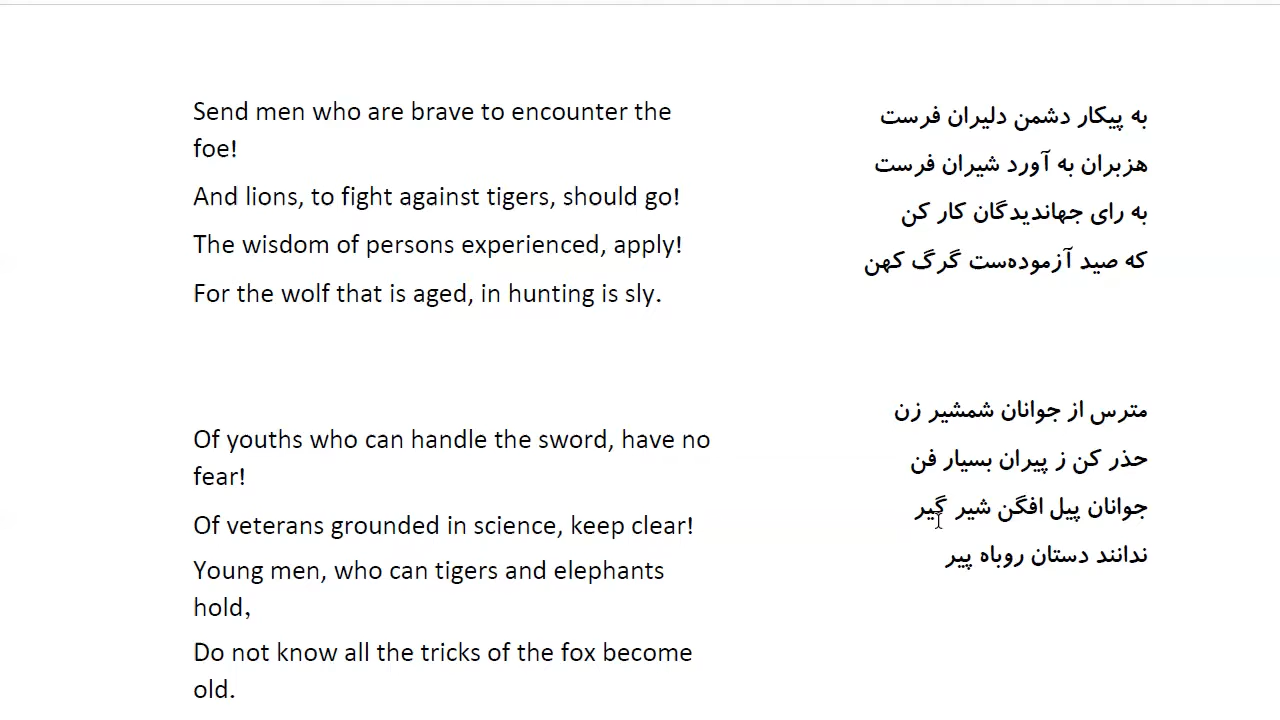 Send men who are brave to encounter the
foe!
And lions, to fight against tigers, should go!
The wisdom of persons experienced, apply!
For the wolf that is aged, in hunting is sly.
به پیکار دشمن دلیران فرست
هزبران به آورد شیران فرست
به رای جهاندیدگان کار کن
که صید آزموده‌ست گرگ کهن
Of youths who can handle the sword, have no
fear!
Of veterans grounded in science, keep clear!
Young men, who can tigers and elephants
hold,
Do not know all the tricks of the fox become
old.
مترس از جوانان شمشیر زن
حذر کن ز پیران بسیار فن
جوانان پیل افگن شیر گیر
ندانند دستان روباه پیر